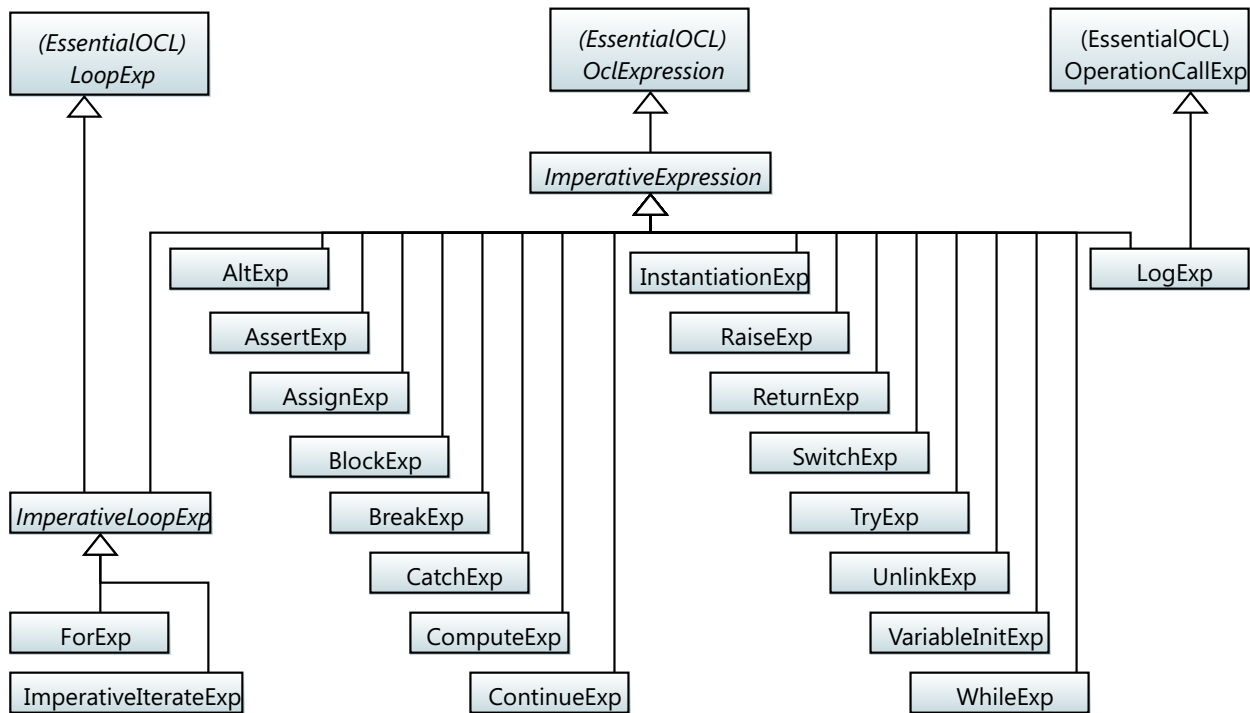 (EssentialOCL)
LoopExp
(EssentialOCL)
OclExpression
(EssentialOCL)
OperationCallExp
ImperativeExpression
AltExp
InstantiationExp
LogExp
AssertExp
RaiseExp
AssignExp
ReturnExp
BlockExp
SwitchExp
ImperativeLoopExp
BreakExp
TryExp
CatchExp
UnlinkExp
ForExp
ComputeExp
VariableInitExp
ImperativeIterateExp
ContinueExp
WhileExp